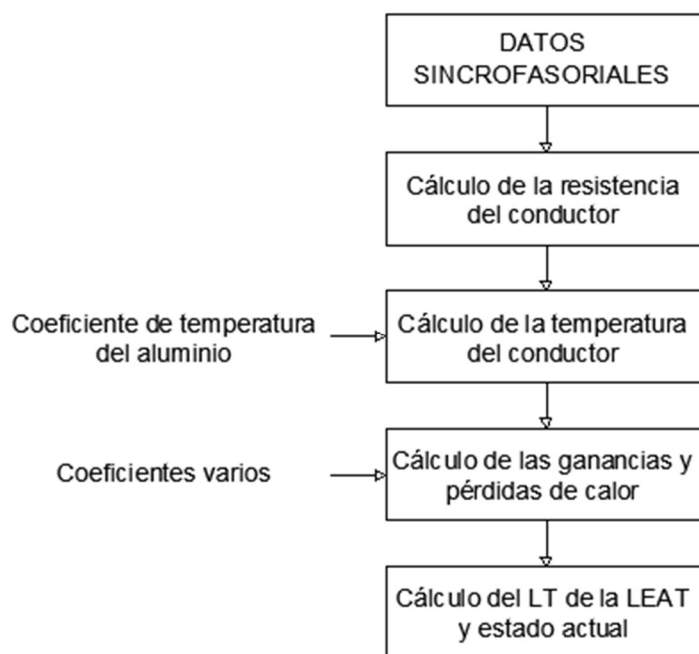 DATOS
SINCROFASORIALES
Cálculo de la resistencia
del conductor
Coeficiente de temperatura
del aluminio
Cálculo de la temperatura
del conductor
Coeficientes varios
Cálculo de las ganancias y
pérdidas de calor
Cálculo del LT de la LEAT
y estado actual